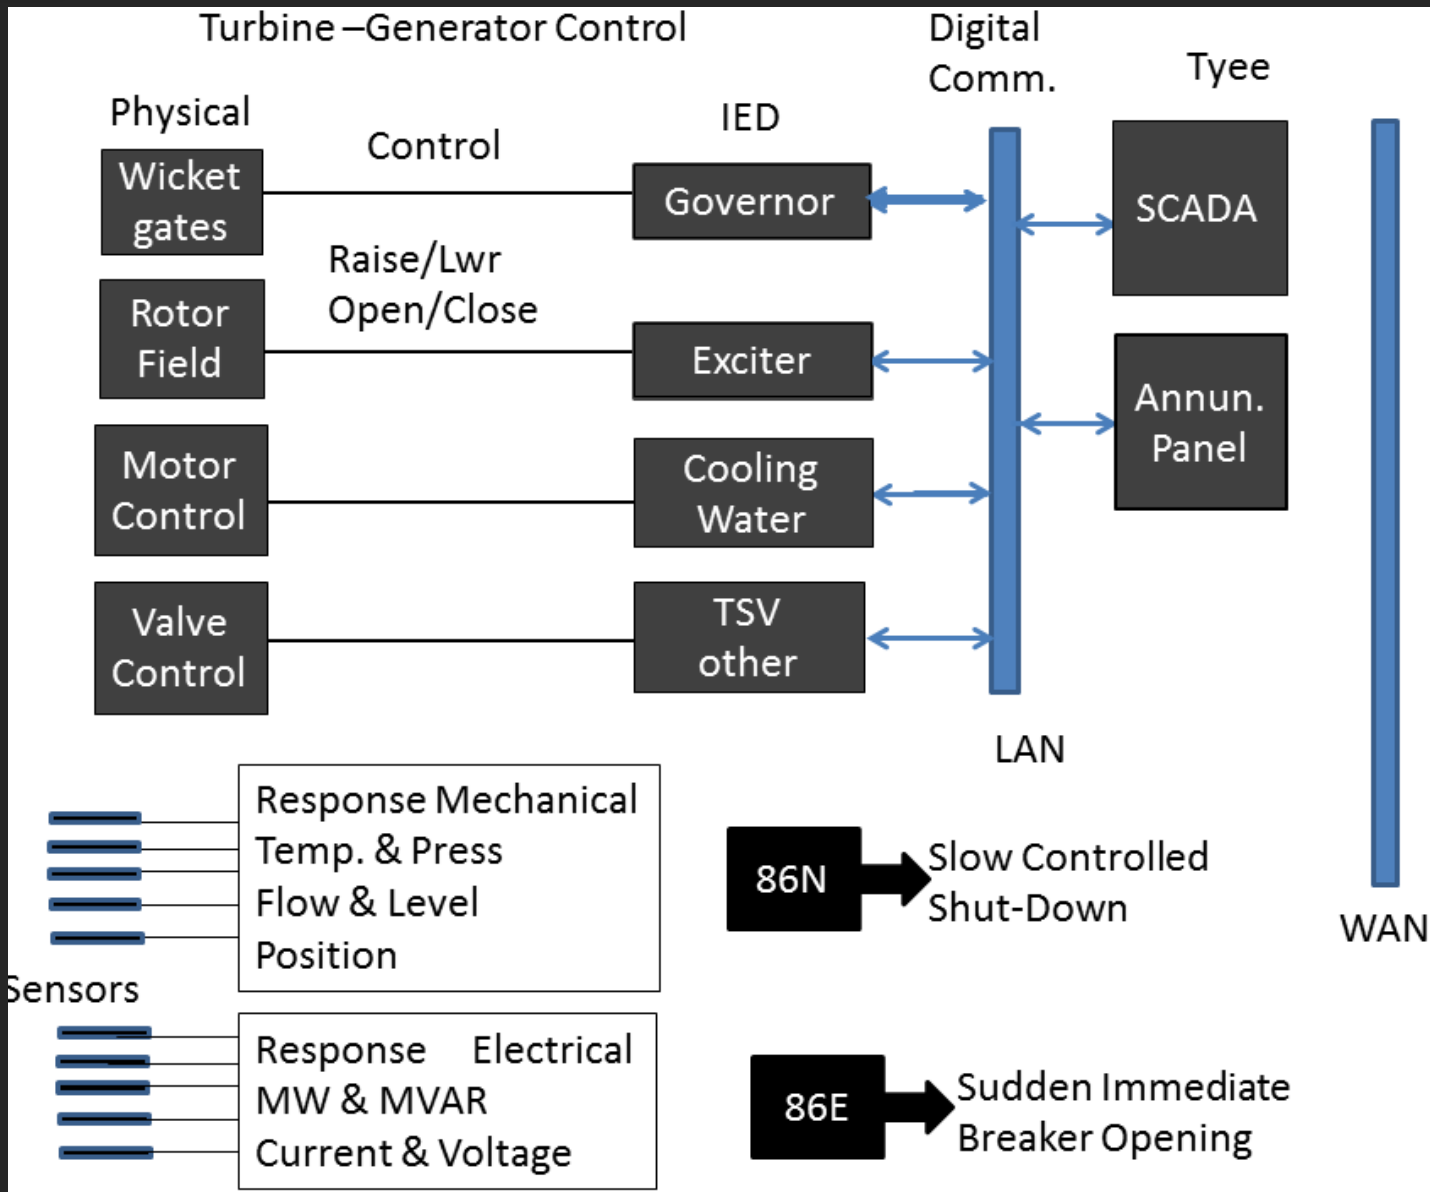 Turbine –Generator Control
Digital
Comm.
Tyee
Physical
Control
IED
Wicket
gates
Governor
SCADA
Raise/Lwr
Open/Close
Rotor
Field
Exciter
Annun.
Panel
Motor
Control
Cooling
Water
Valve
Control
TSV
other
LAN
Response Mechanical
Temp. & Press
Flow & Level
Position
86N
Slow Controlled
Shut-Down
WAN
Sensors
Response Electrical
MW & MVAR
Current & Voltage
86E
Sudden Immediate
Breaker Opening